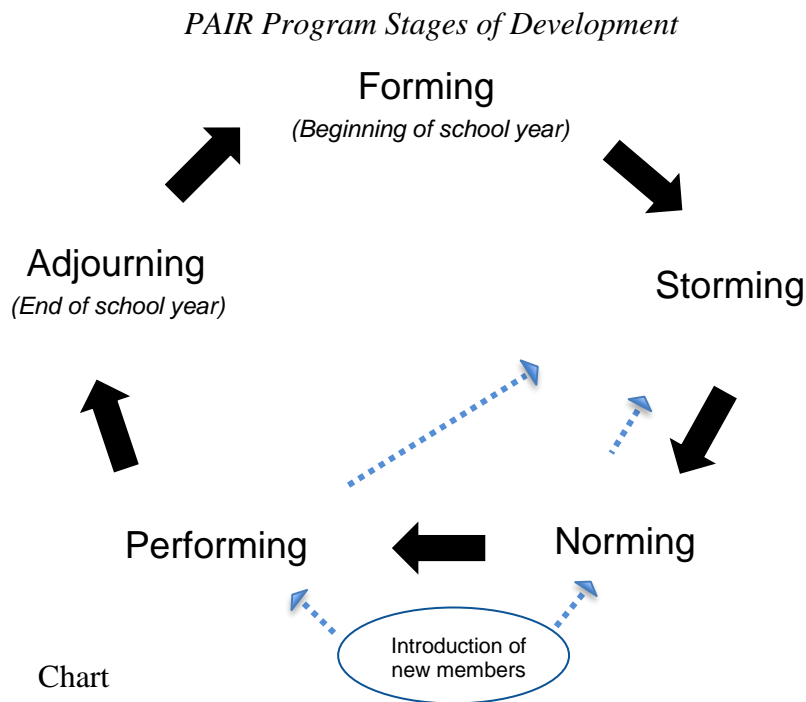 PAIR Program Stages of Development
Forming
(Beginning of school year)
Adjourning
(End of school year)
Storming
Performing
Norming
Introduction of
new members
Chart